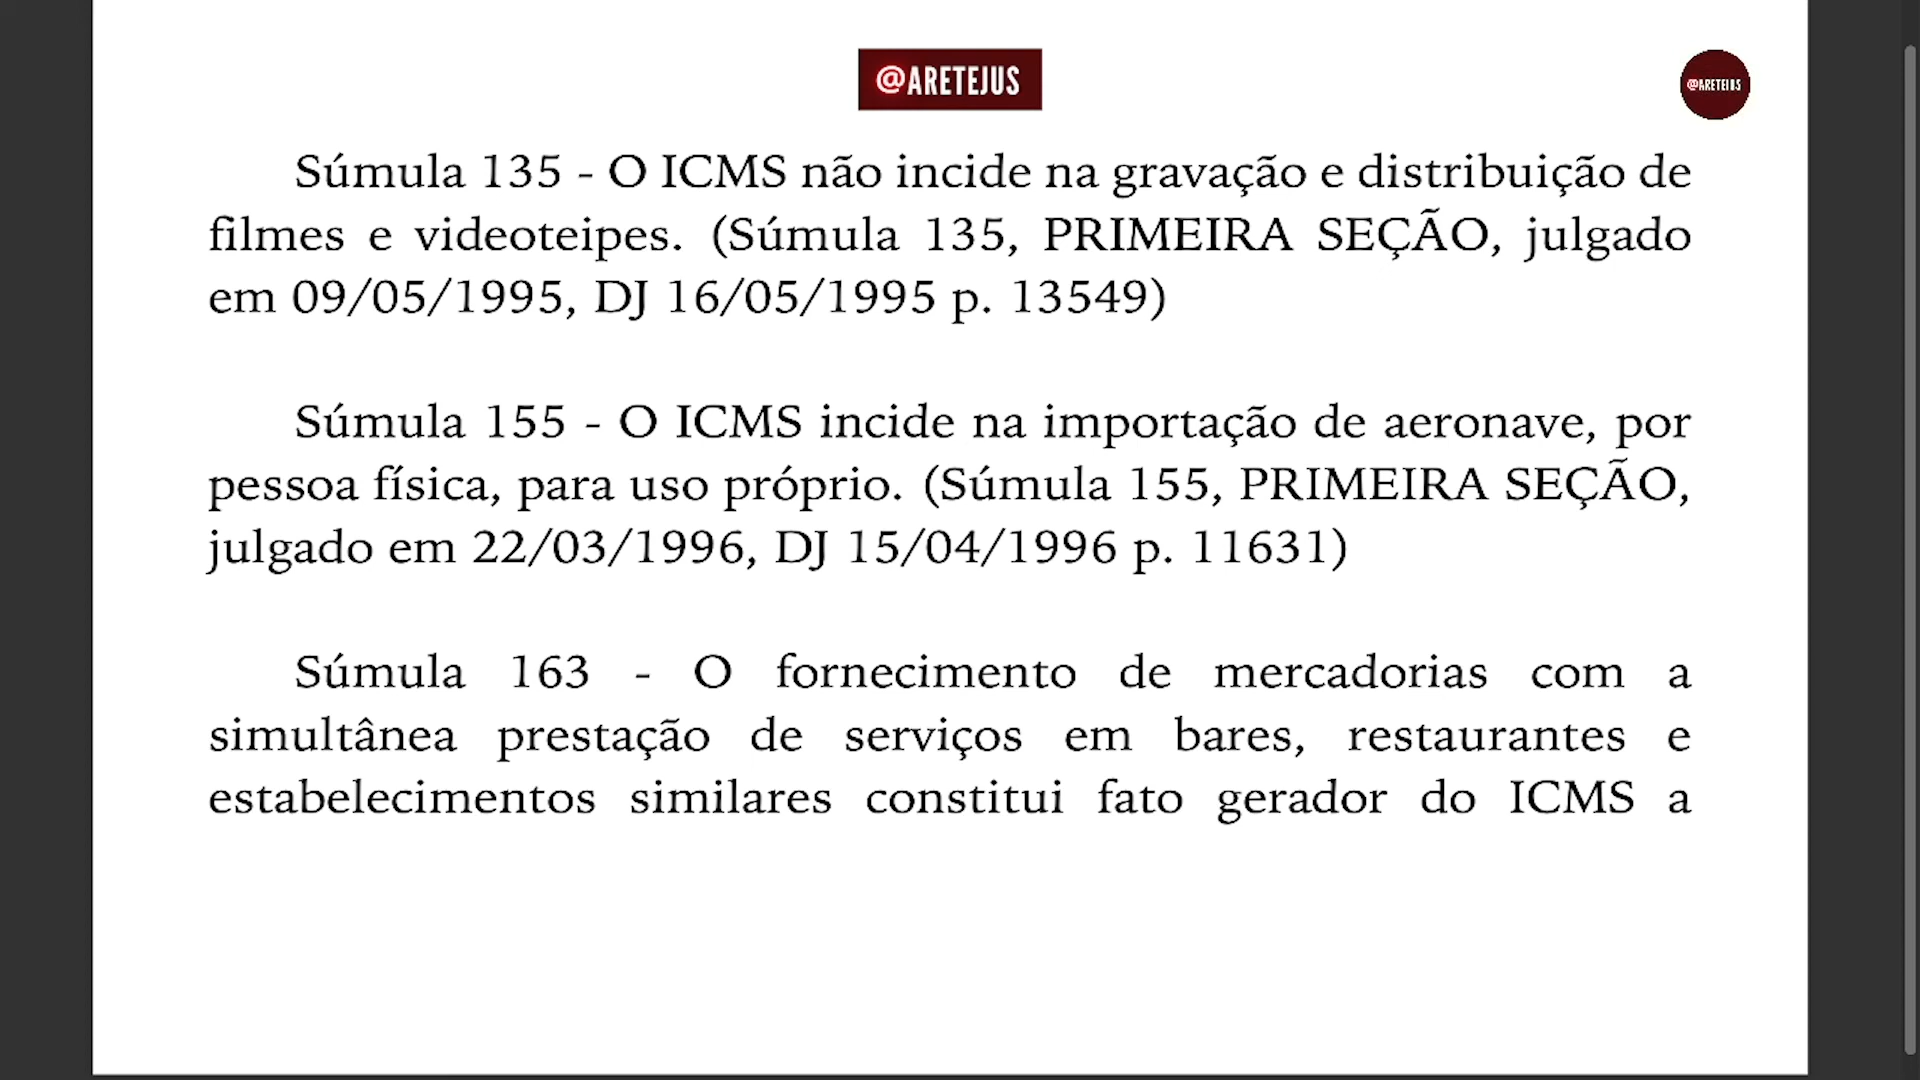 @ARETEJUS
@ARETEJUS
Súmula 135 - O ICMS não incide na gravação e distribuição de
filmes e videoteipes. (Súmula 135, PRIMEIRA SEÇÃO, julgado
em 09/05/1995, DJ 16/05/1995 p. 13549)
Súmula 155 - O ICMS incide na importação de aeronave, por
pessoa física, para uso próprio. (Súmula 155, PRIMEIRA SEÇÃO,
julgado em 22/03/1996, DJ 15/04/1996 p. 11631)
Súmula 163 - O fornecimento de mercadorias com a
simultânea prestação de serviços em bares, restaurantes e
estabelecimentos similares constitui fato gerador do ICMS a